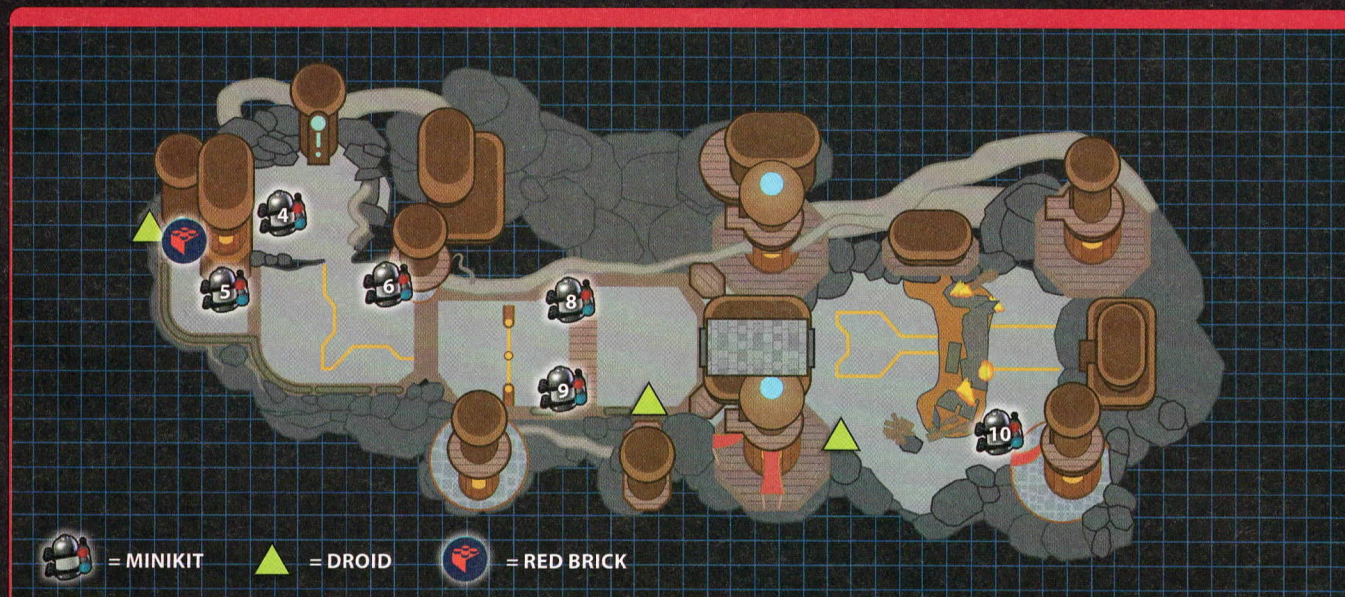 4
5
6
8
9
10
= MINIKIT
= DROID
= RED BRICK